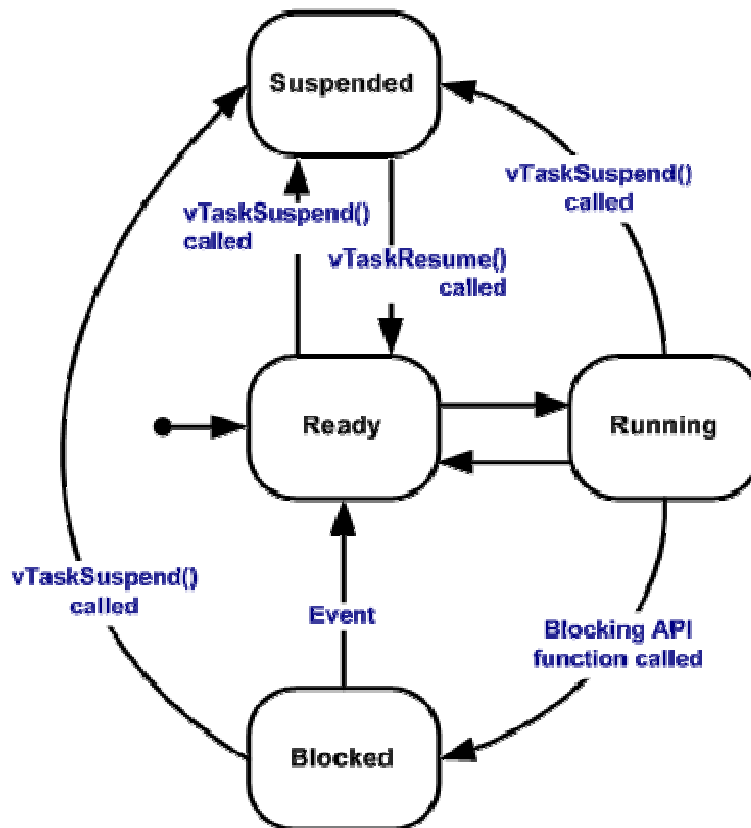 Suspended
vTaskSuspend()
called
vTaskSuspend()
called
vTaskResume()
called
Ready
Running
vTaskSuspend()
called
Event
Blocking API
function called
Blocked